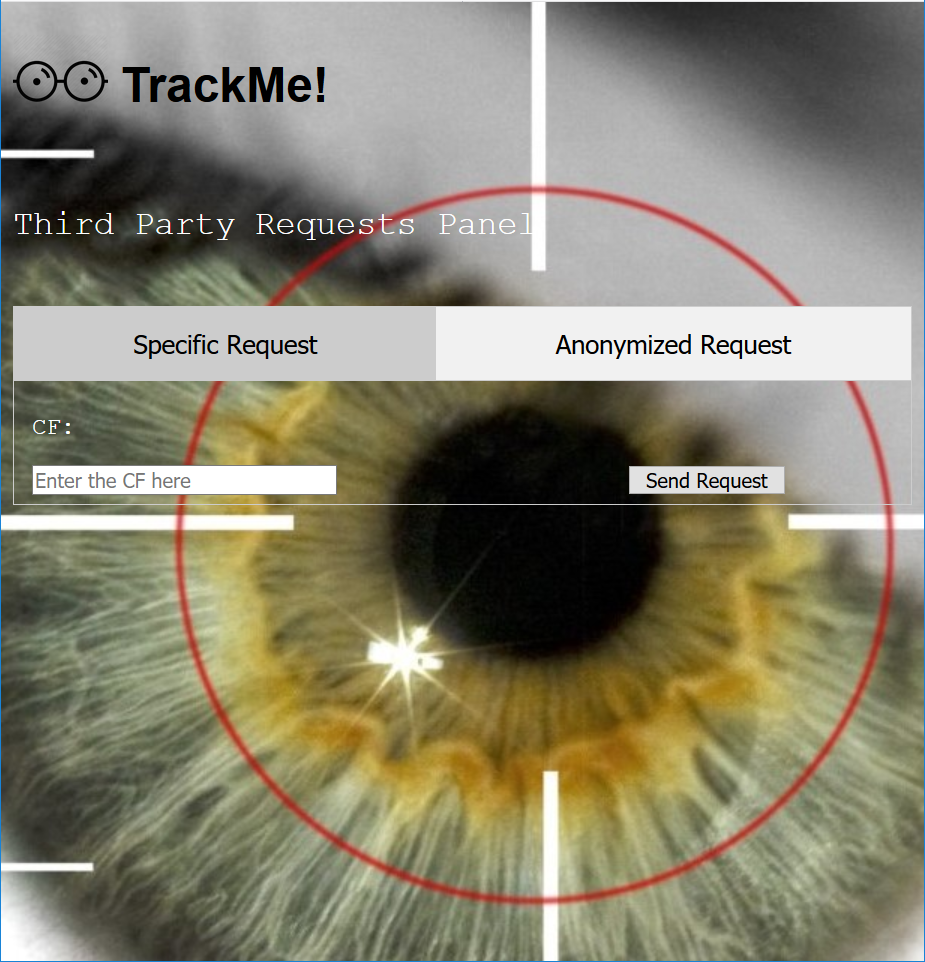 TrackMe!
Third Party Requests Panel
Specific Request Anonymized Request
CF:
Enter the CF here Send Request